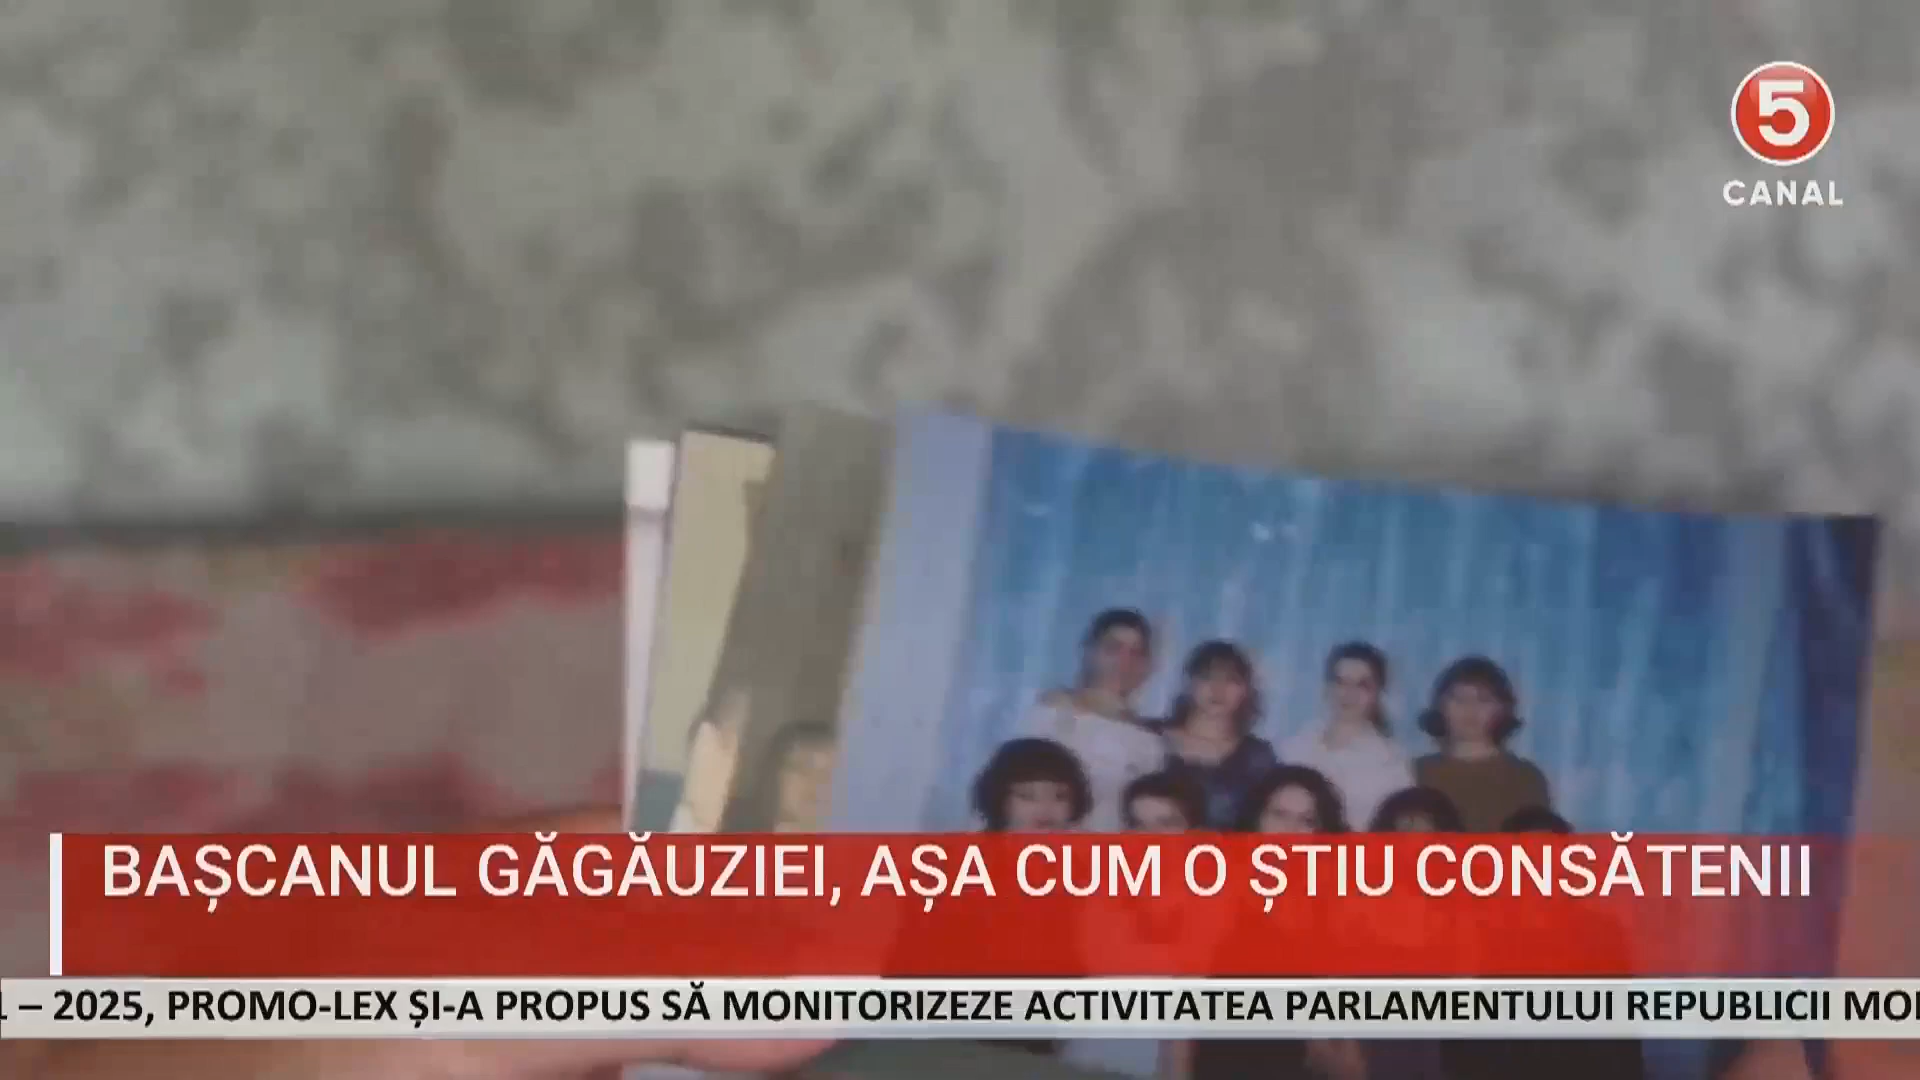 5
CANAL
BAȘCANUL GĂGĂUZIEI, AȘA CUM O ȘTIU CONSĂTENII
– 2025, PROMO-LEX ȘI-A PROPUS SĂ MONITORIZEZE ACTIVITATEA PARLAMENTULUI REPUBLICII